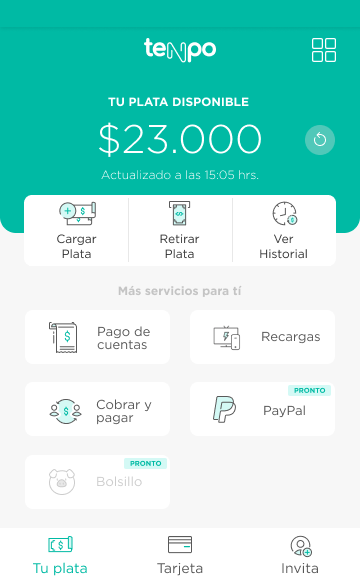 tenpo
TU PLATA DISPONIBLE
$23.000
Actualizado a las 15:05 hrs.
Cargar
Plata
Retirar
Plata
Ver
Historial
Más servicios para tí
Pago de
cuentas
Recargas
Cobrar y
pagar
PRONTO
PayPal
PRONTO
Bolsillo
Tu plata
Tarjeta
Invita